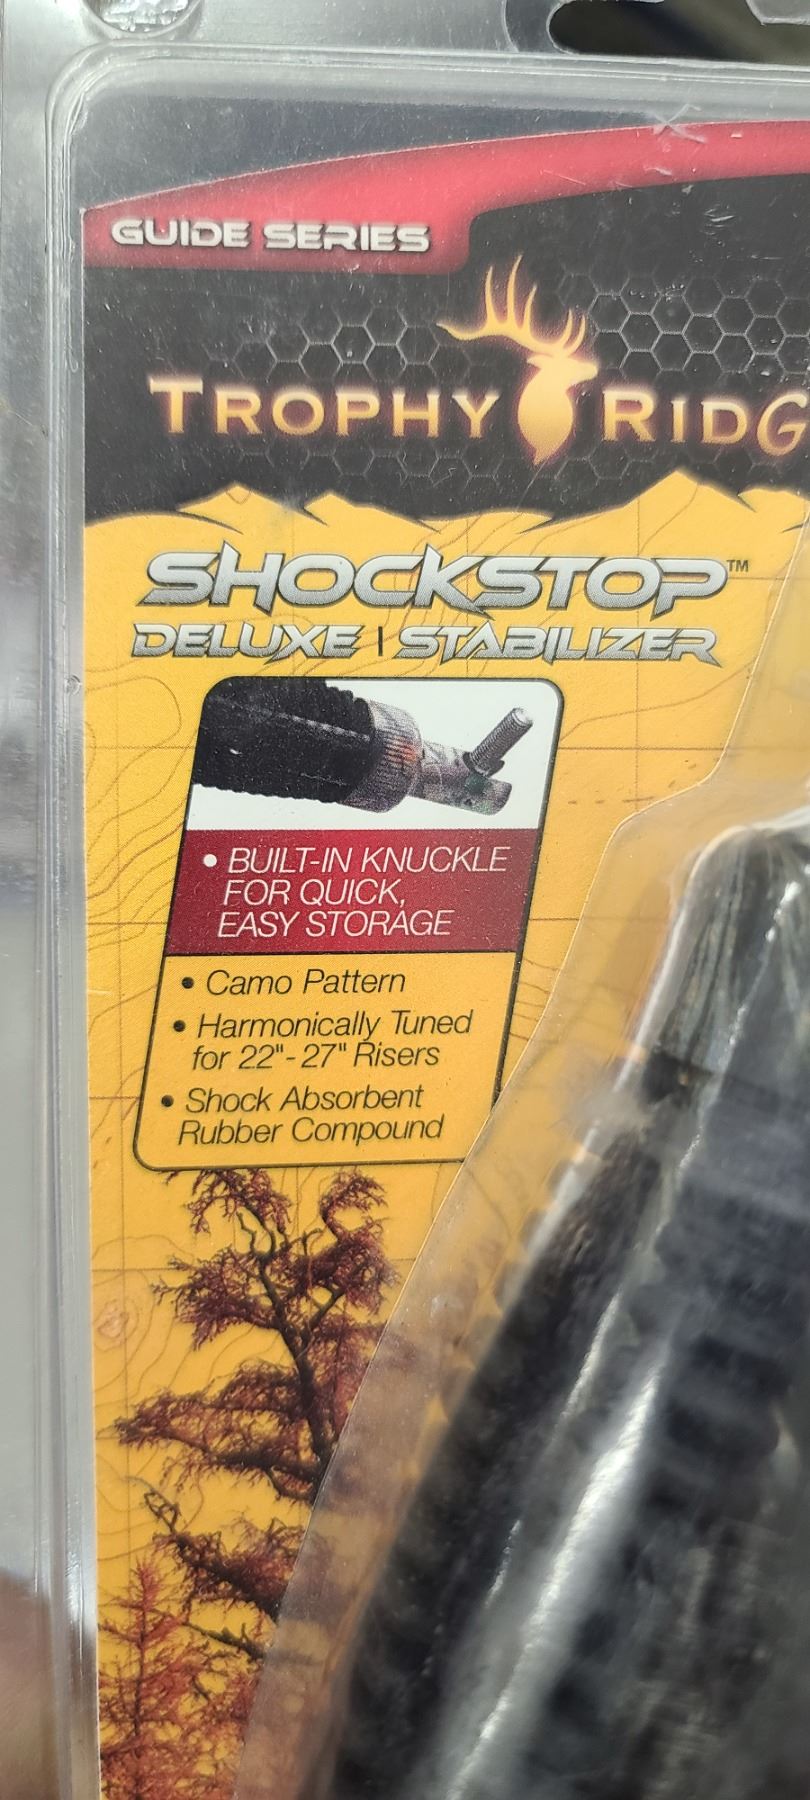 GUIDE SERIES
TROPHY RIDG
SHOCKSTOP™
DELUXE | STABILIZER
• BUILT-IN KNUCKLE
FOR QUICK,
EASY STORAGE
• Camo Pattern
• Harmonically Tuned
for 22"- 27" Risers
• Shock Absorbent
Rubber Compound